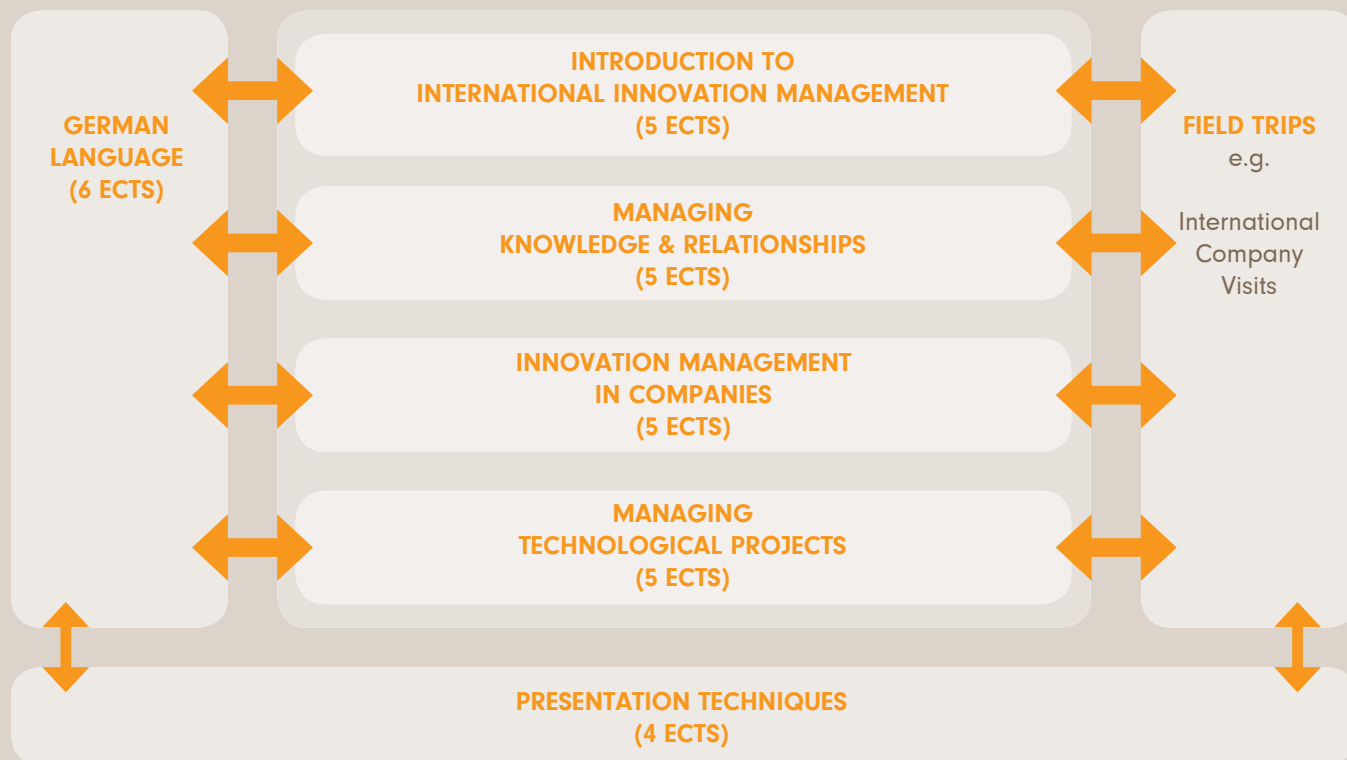 GERMAN
LANGUAGE
(6 ECTS)
INTRODUCTION TO
INTERNATIONAL INNOVATION MANAGEMENT
(5 ECTS)
MANAGING
KNOWLEDGE & RELATIONSHIPS
(5 ECTS)
INNOVATION MANAGEMENT
IN COMPANIES
(5 ECTS)
MANAGING
TECHNOLOGICAL PROJECTS
(5 ECTS)
FIELD TRIPS
e.g.
International
Company
Visits
PRESENTATION TECHNIQUES
(4 ECTS)